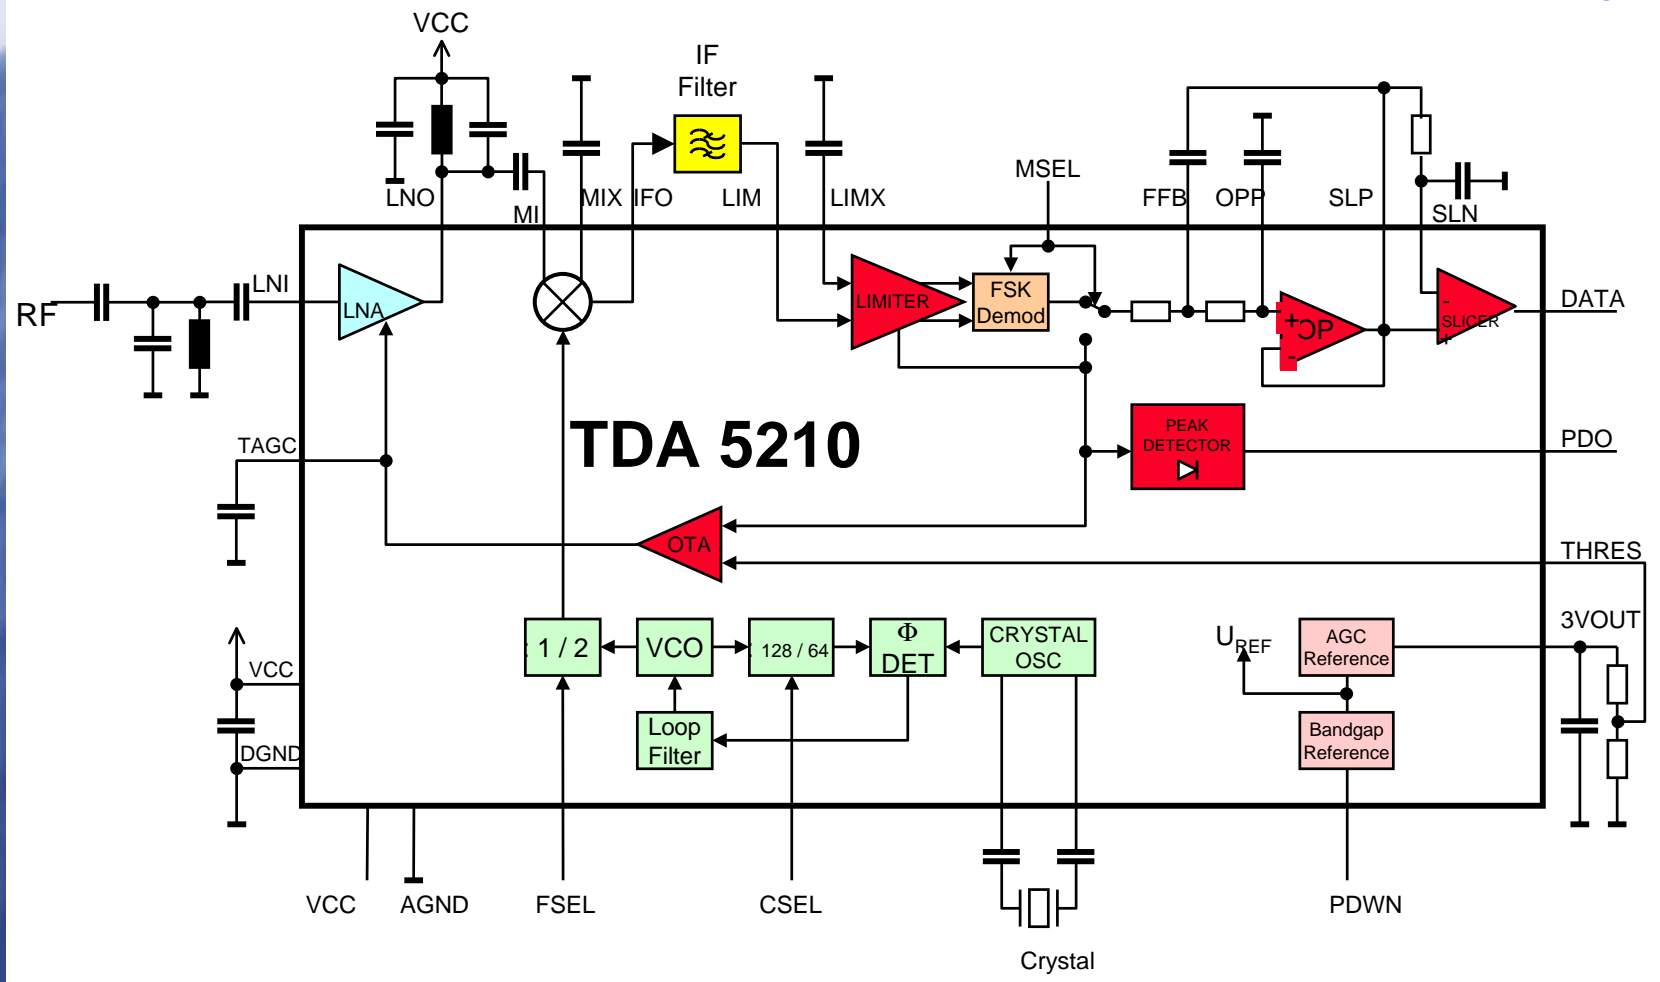 VCC
IF
Filter
MSEL
LNO
MI
MIX
IFO
LIM
LIMX
FFB
OPP
SLP
SLN
RF
LNI
LNA
LIMITER
FSK
Demod
+
-
-
SLICER
+
DATA
TDA 5210
TAGC
PEAK
DETECTOR
PDO
OTA
THRES
: 1 / 2
VCO
: 128 / 64
Φ
DET
CRYSTAL
OSC
UREF
AGC
Reference
3VOUT
VCC
DGND
Loop
Filter
Bandgap
Reference
VCC
AGND
FSEL
CSEL
PDWN
Crystal